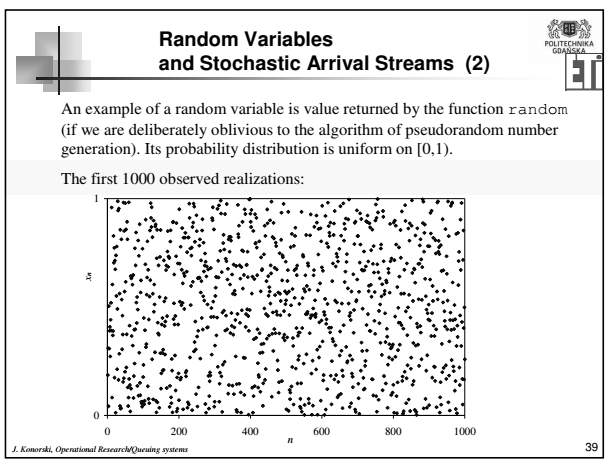 Random Variables
and Stochastic Arrival Streams (2)
POLITECHNIKA
GDAŃSKA
An example of a random variable is value returned by the function random
(if we are deliberately oblivious to the algorithm of pseudorandom number
generation). Its probability distribution is uniform on [0,1).
The first 1000 observed realizations:
1
xn
0
0 200 400 600 800 1000
n
J. Konorski, Operational Research/Queuing systems
39